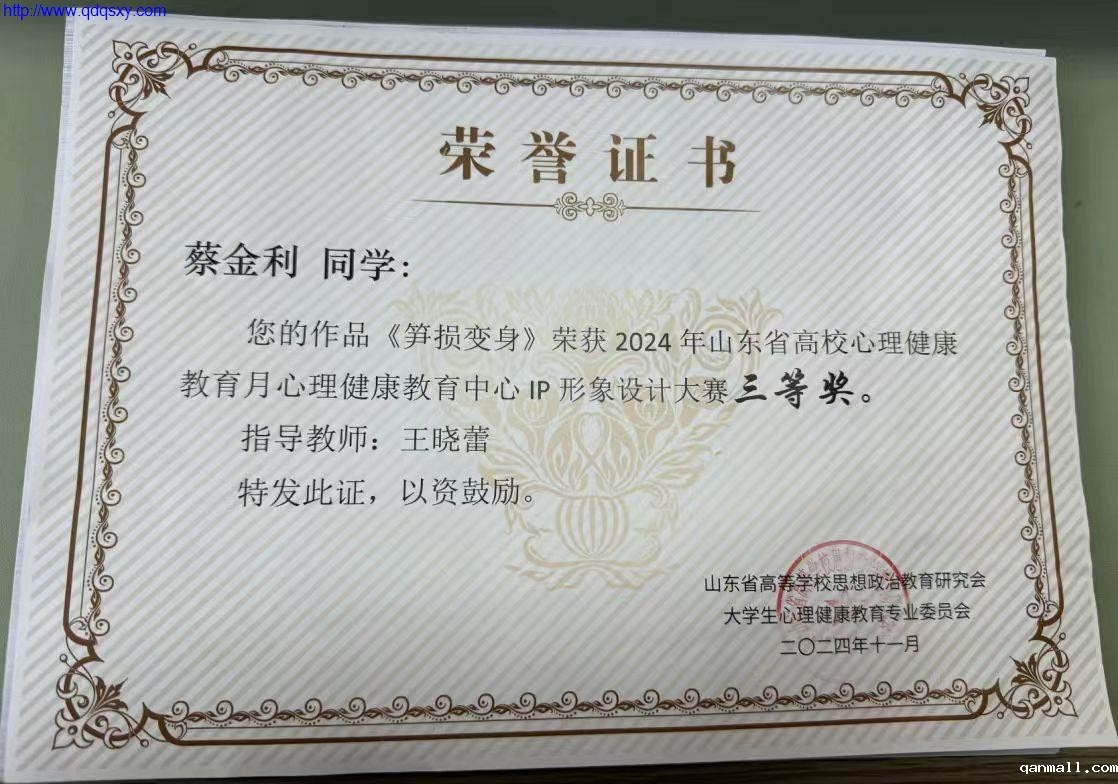 http://www.qdqsxy.com
荣誉证书
蔡金利 同学:
您的作品《笋损变身》荣获 2024 年山东省高校心理健康
教育月心理健康教育中心 IP 形象设计大赛三等奖。
指导教师：王晓蕾
特发此证，以资鼓励。
山东省高等学校思想政治教育研究会
大学生心理健康教育专业委员会
二〇二四年十一月
qanmall.com